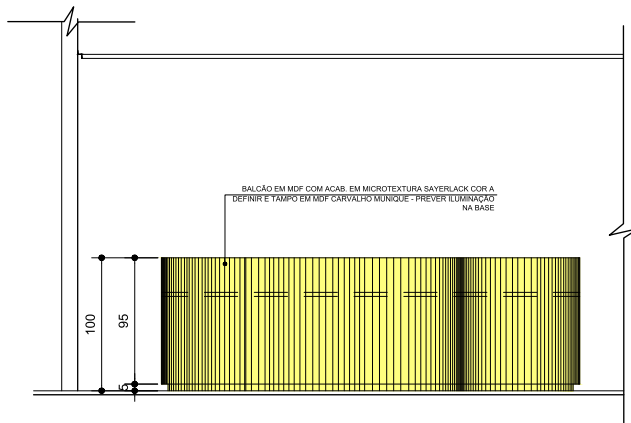 BALCÃO EM MDF COM ACAB. EM MICROTEXTURA SAYERLACK COR A
DEFINIR E TAMPO EM MDF CARVALHO MUNIQUE - PREVER ILUMINAÇÃO
NA BASE
100
95
5